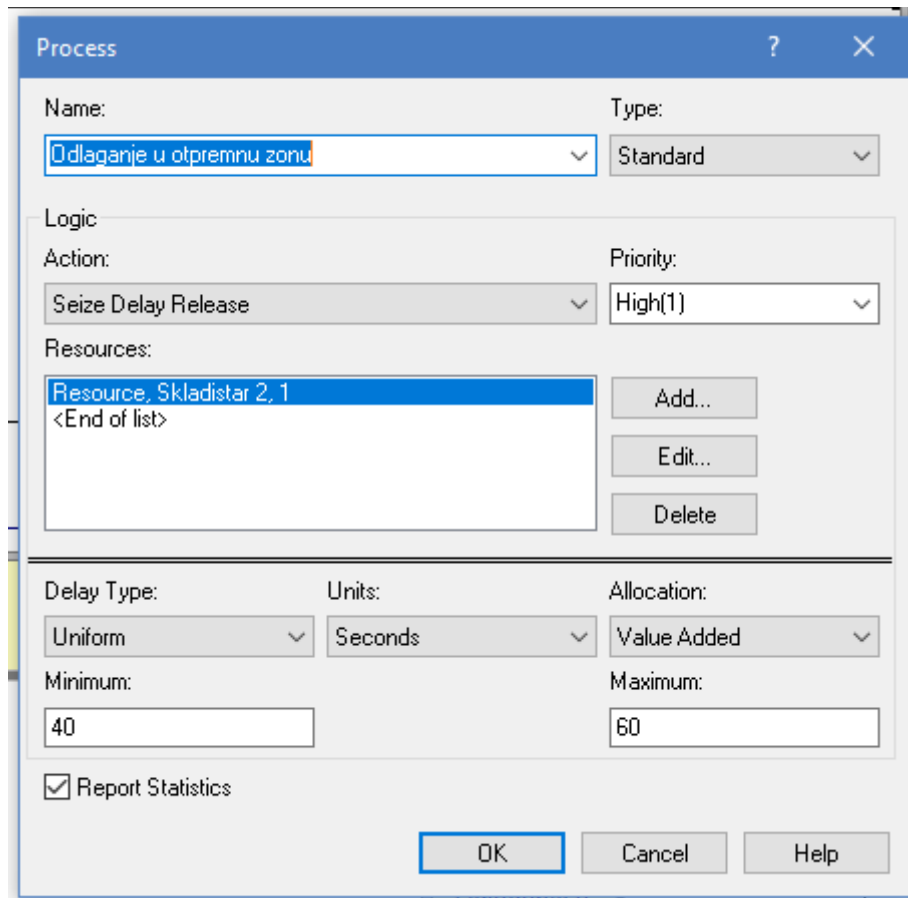 Process
Name: Type:
Odlaganje u otpremnu zonu Standard
Logic
Action: Priority:
Seize Delay Release High(1)
Resources:
Resource, Skladistar 2, 1
<End of list>
Add...
Edit...
Delete
Delay Type: Units: Allocation:
Uniform Seconds Value Added
Minimum: Maximum:
40 60
Report Statistics
OK Cancel Help